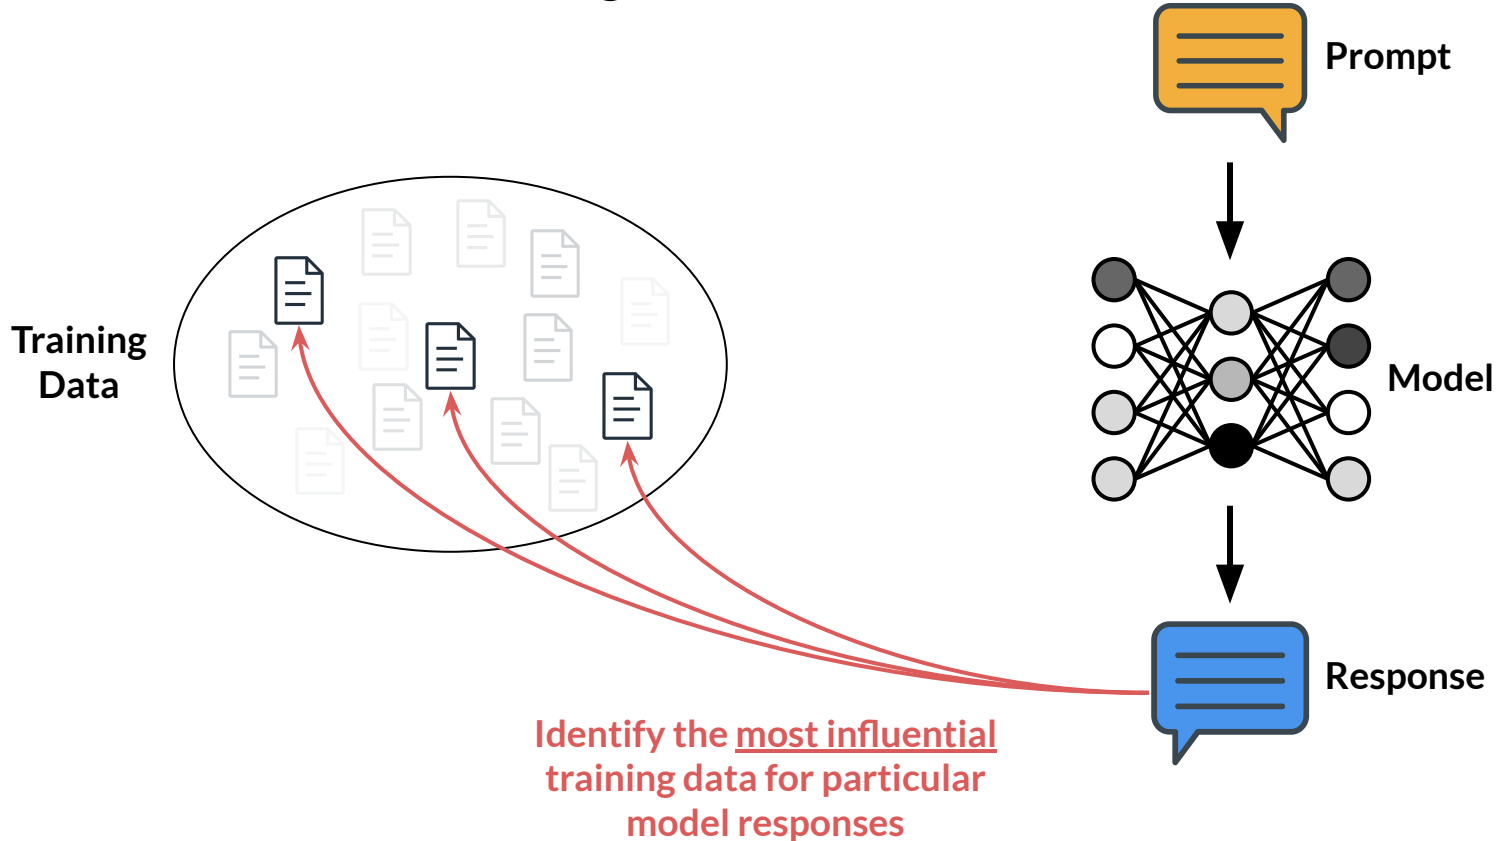 Prompt
Training
Data
Model
Response
Identify the most influential
training data for particular
model responses